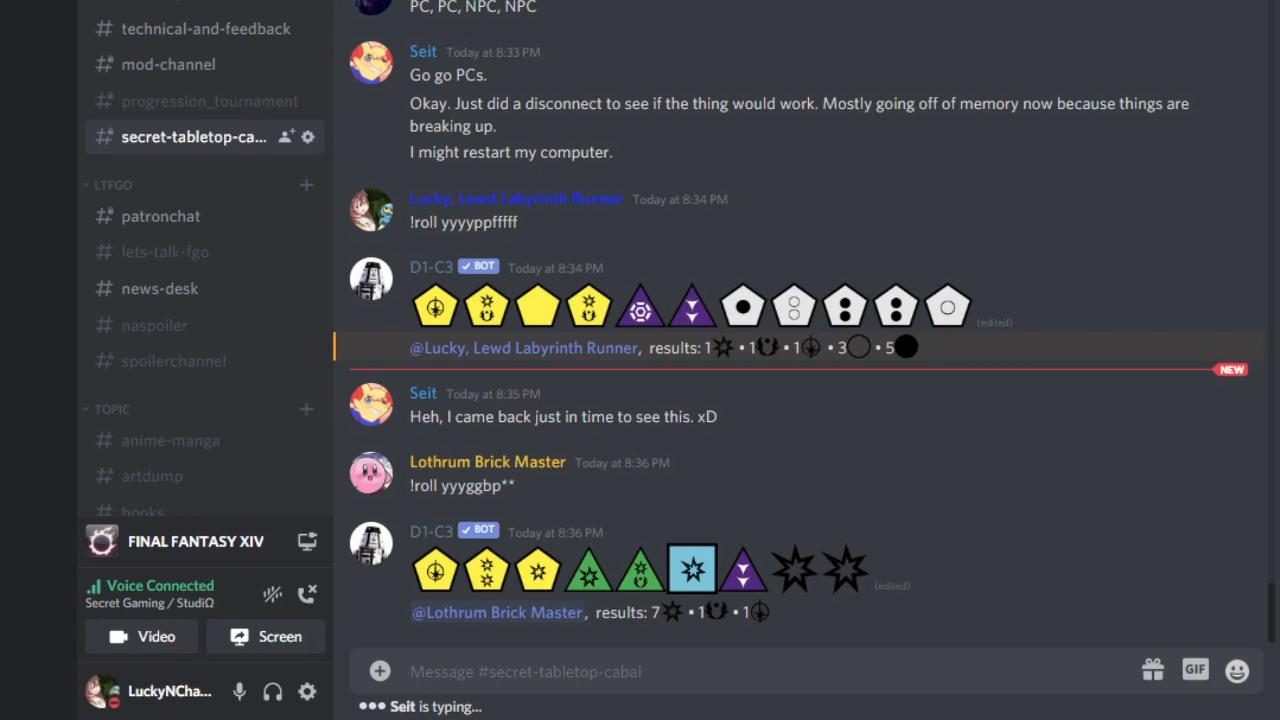 # technical-and-feedback
# mod-channel
# progression_tournament
# secret-tabletop-ca...
LTFGO
# patronchat
# lets-talk-fgo
# news-desk
# naspoiler
# spoilerchannel
TOPIC
# anime-manga
# artdump
# books
FINAL FANTASY XIV
Voice Connected
Secret Gaming / StudiΩ
Video Screen
LuckyNCha...
PC, PC, NPC, NPC
Seit Today at 8:33 PM
Go go PCs.
Okay. Just did a disconnect to see if the thing would work. Mostly going off of memory now because things are
breaking up.
I might restart my computer.
Lucky, Lewd Labyrinth Runner Today at 8:34 PM
!roll yyyyppfffff
D1-C3 ✓ BOT Today at 8:34 PM
(edited)
@Lucky, Lewd Labyrinth Runner, results: 1 • 1 • 1 • 3 • 5
NEW
Seit Today at 8:35 PM
Heh, I came back just in time to see this. xD
Lothrum Brick Master Today at 8:36 PM
!roll yyyggbp**
D1-C3 ✓ BOT Today at 8:36 PM
(edited)
@Lothrum Brick Master, results: 7 • 1 • 1
Message #secret-tabletop-cabal
GIF
Seit is typing...